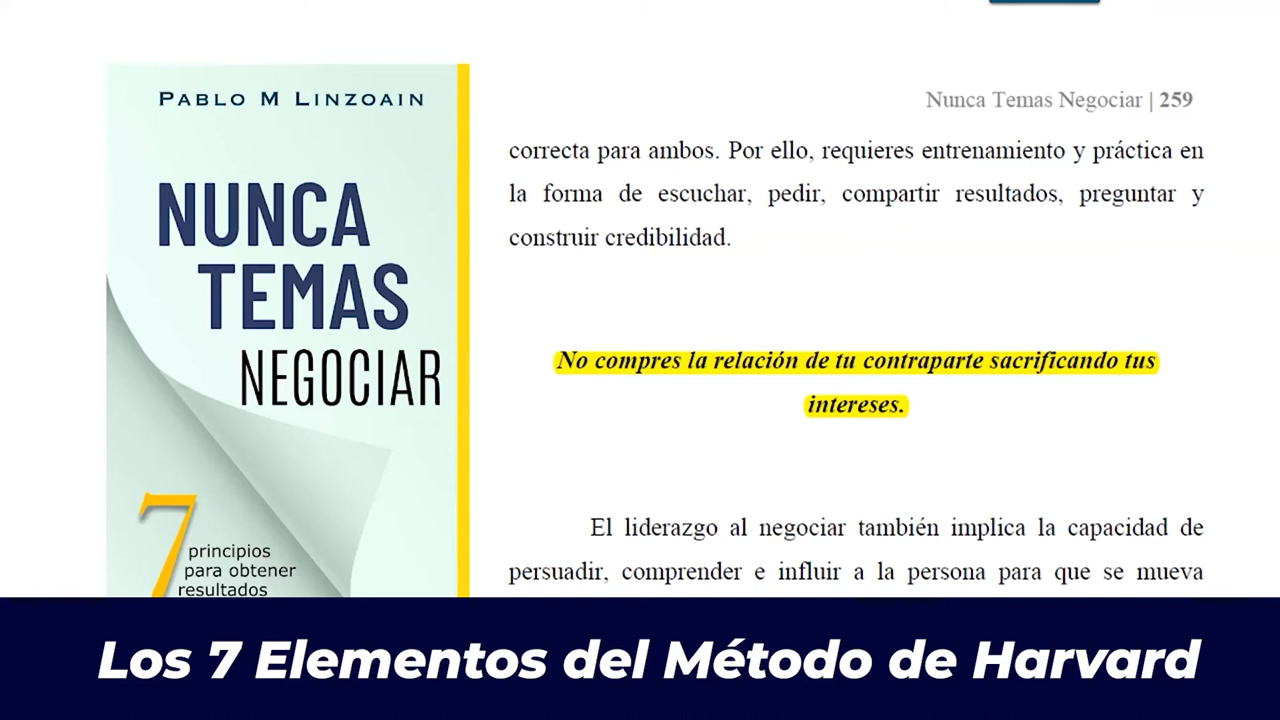 PABLO M LINZOAIN
NUNCA
TEMAS
NEGOCIAR
7
principios
para obtener
resultados
Nunca Temas Negociar | 259
correcta para ambos. Por ello, requieres entrenamiento y práctica en
la forma de escuchar, pedir, compartir resultados, preguntar y
construir credibilidad.
No compres la relación de tu contraparte sacrificando tus
intereses.
El liderazgo al negociar también implica la capacidad de
persuadir, comprender e influir a la persona para que se mueva
Los 7 Elementos del Método de Harvard